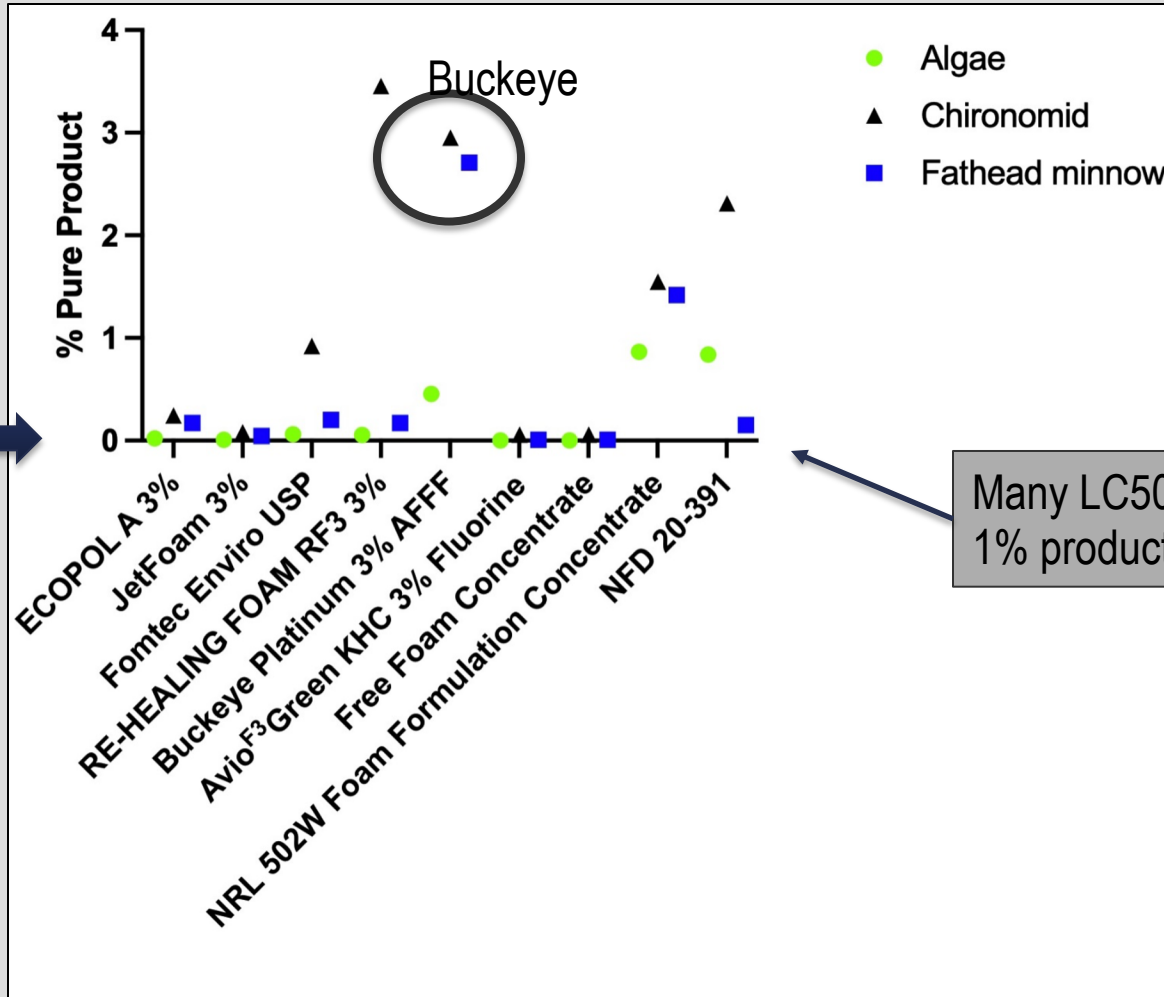 4
3
2
1
0
% Pure Product
Buckeye
Algae
Chironomid
Fathead minnow
ECOPOL A 3%
JetFoam 3%
Fomtec Enviro USP
RE-HEALING FOAM RF3 3%
Buckeye Platinum 3% AFFF
Avioᶠ³Green KHC 3% Fluorine
Free Foam Concentrate
NRL 502W Foam Formulation Concentrate
NFD 20-391
Many LC50
1% product